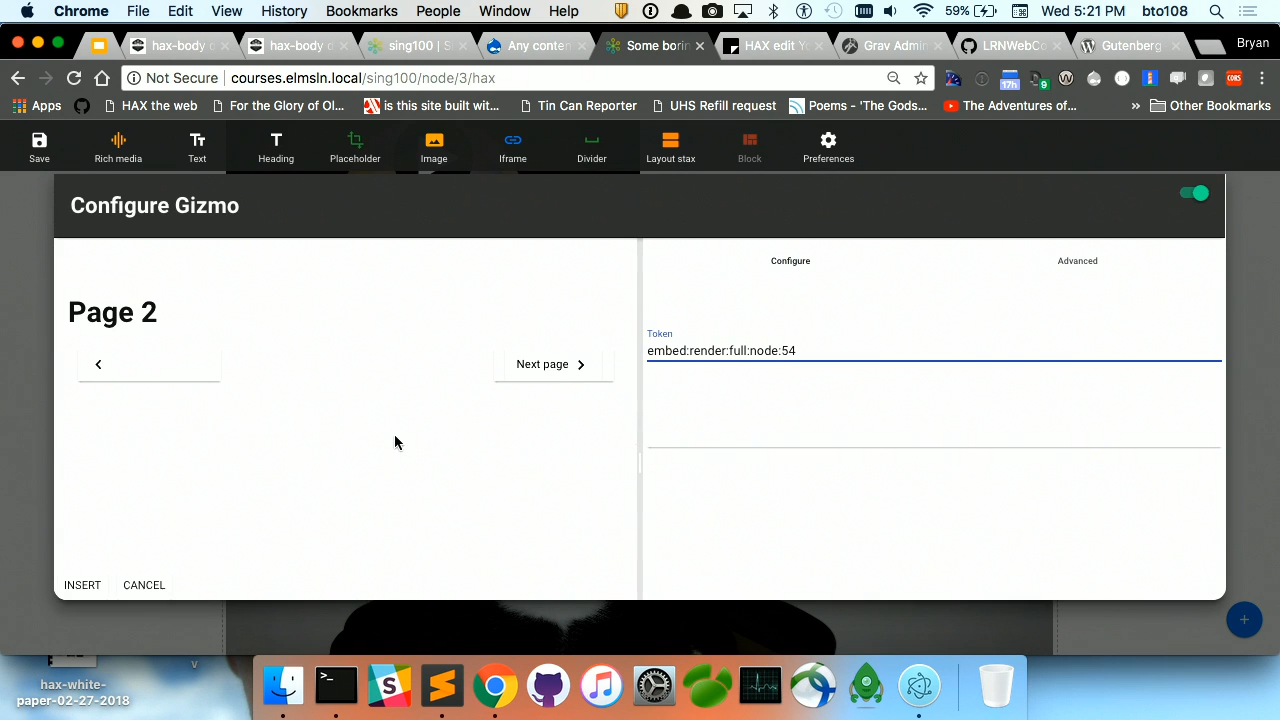 Chrome File Edit View History Bookmarks People Window Help 59% Wed 5:21 PM bto108
hax-body d hax-body d sing100 | S Any conten Some borin HAX edit Yo Grav Admin LRNWebCo Gutenberg Bryan
Not Secure courses.elmsln.local/sing100/node/3/hax 17h 9 CORS
Apps HAX the web For the Glory of Ol... is this site built wit... Tin Can Reporter UHS Refill request Poems - 'The Gods... The Adventures of... » Other Bookmarks
Save Rich media Text Heading Placeholder Image Iframe Divider Layout stax Block Preferences
Configure Gizmo
Configure Advanced
Page 2
Token
embed:render:full:node:54
Next page
INSERT CANCEL
hax-white-
paper-02-27-2018